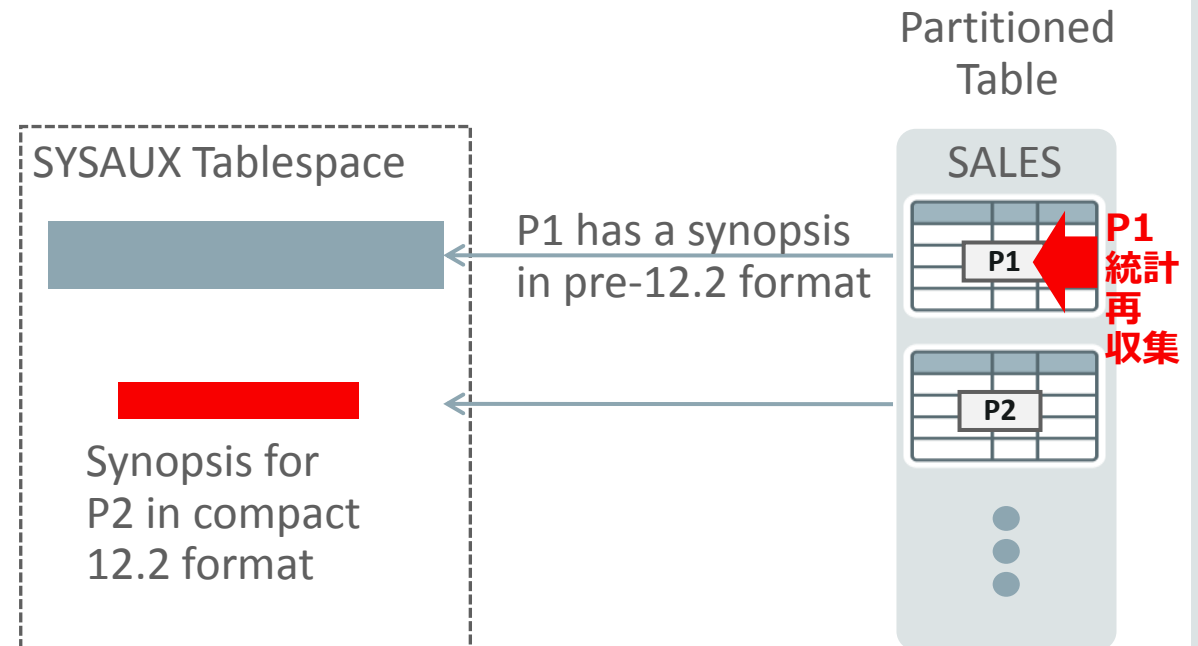 Partitioned
Table
SYSAUX Tablespace
SALES
P1 has a synopsis
in pre-12.2 format
P1
P1
統計
再
収集
P2
Synopsis for
P2 in compact
12.2 format